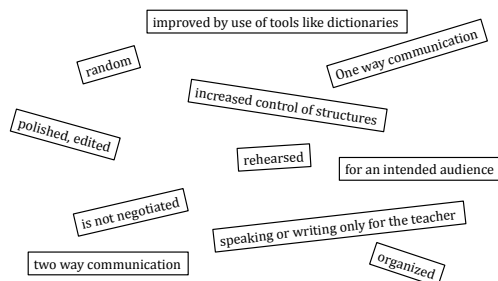 improved by use of tools like dictionaries
One way communication
random
increased control of structures
polished, edited
rehearsed
for an intended audience
is not negotiated
speaking or writing only for the teacher
two way communication
organized